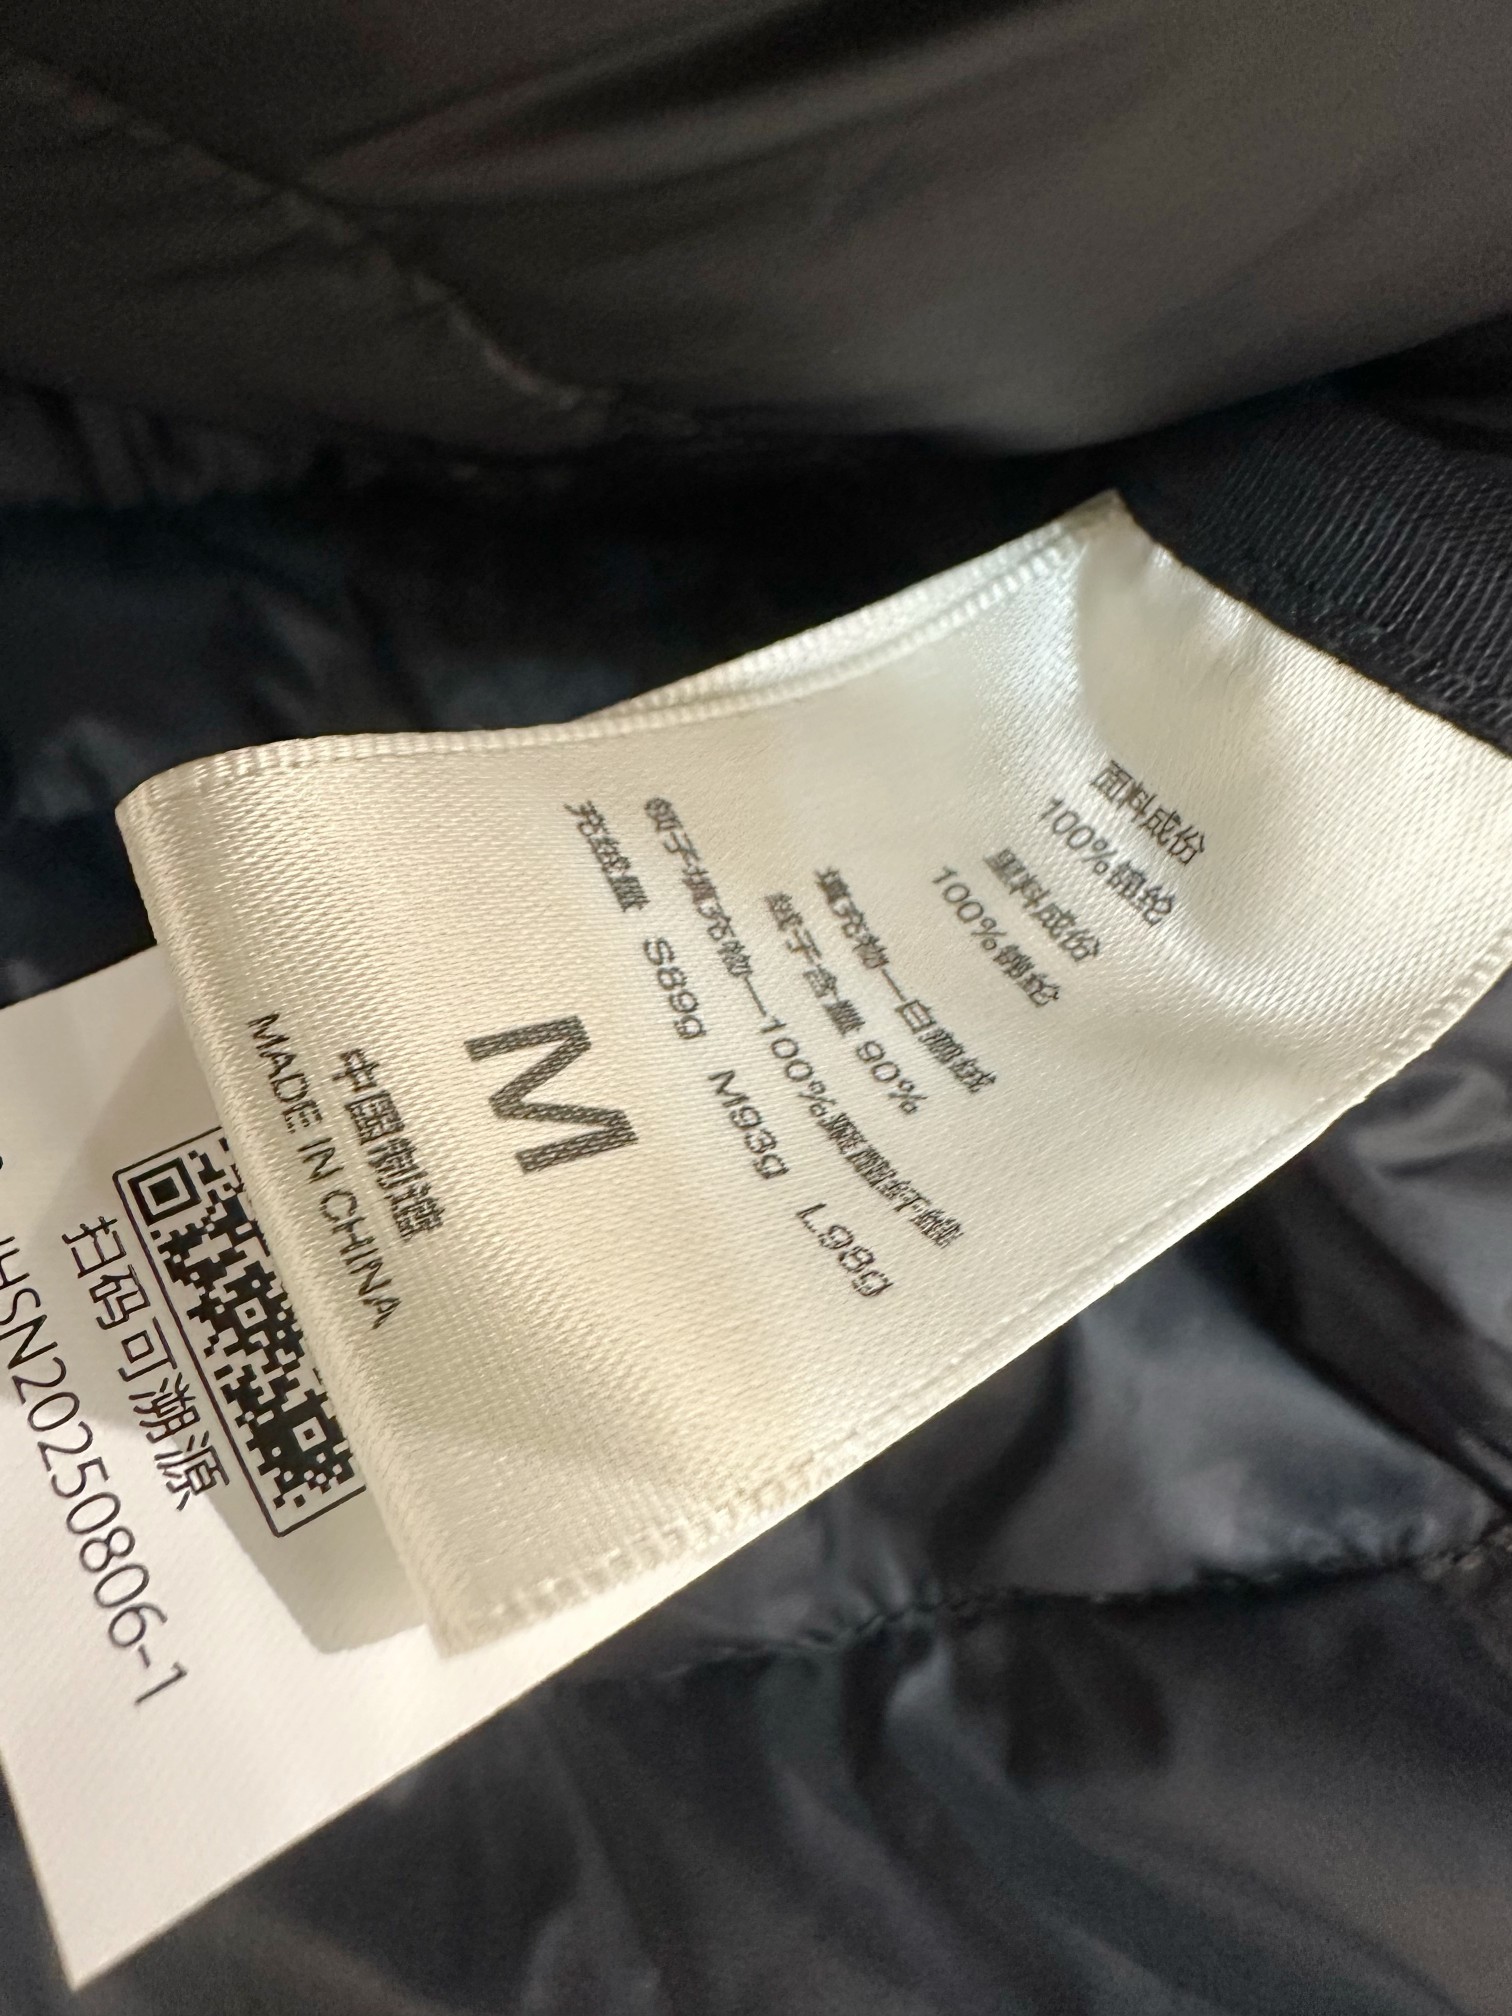 面料成份
100%锦纶
里料成份
100%锦纶
填充物—白鹅绒
绒子含量 90%
领子填充物—100%聚酯纤维
充绒量 S89g M93g L98g
M
中国制造
MADE IN CHINA
扫码可溯源
HSN20250806-1